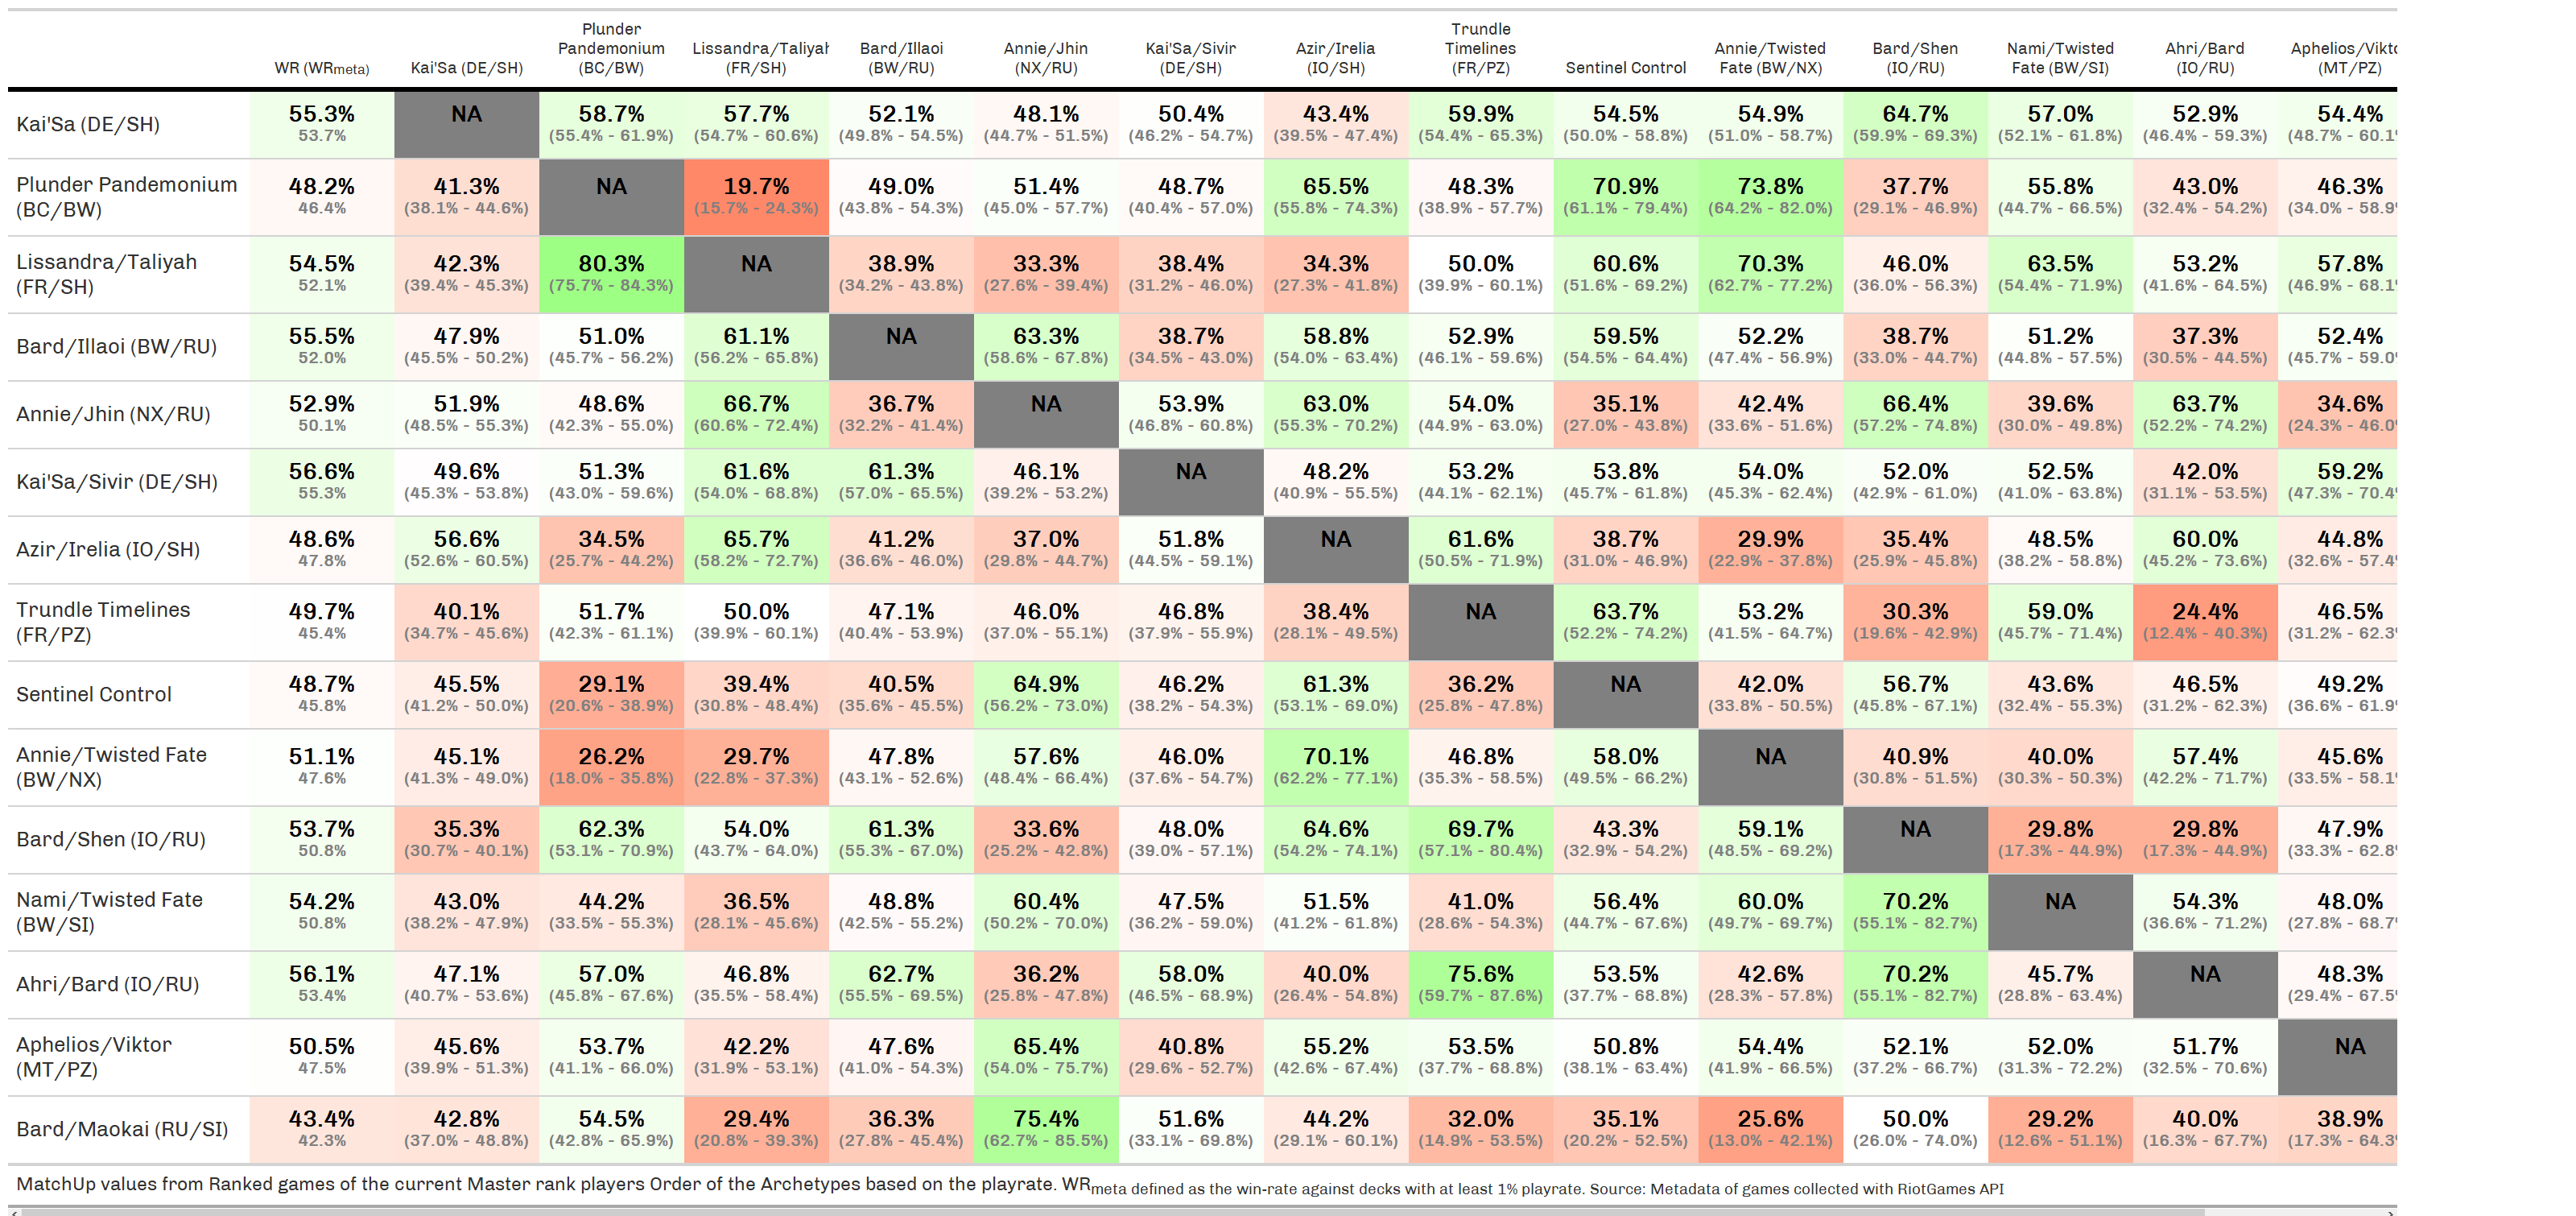 WR (WRmeta) Kai'Sa (DE/SH) Plunder Pandemonium (BC/BW) Lissandra/Taliyah (FR/SH) Bard/Illaoi (BW/RU) Annie/Jhin (NX/RU) Kai'Sa/Sivir (DE/SH) Azir/Irelia (IO/SH) Trundle Timelines (FR/PZ) Sentinel Control Annie/Twisted Fate (BW/NX) Bard/Shen (IO/RU) Nami/Twisted Fate (BW/SI) Ahri/Bard (IO/RU) Aphelios/Vikto (MT/PZ)
Kai'Sa (DE/SH) 55.3% NA 58.7% 57.7% 52.1% 48.1% 50.4% 43.4% 59.9% 54.5% 54.9% 64.7% 57.0% 52.9% 54.4%
53.7% (55.4% - 61.9%) (54.7% - 60.6%) (49.8% - 54.5%) (44.7% - 51.5%) (46.2% - 54.7%) (39.5% - 47.4%) (54.4% - 65.3%) (50.0% - 58.8%) (51.0% - 58.7%) (59.9% - 69.3%) (52.1% - 61.8%) (46.4% - 59.3%) (48.7% - 60.1%
Plunder Pandemonium (BC/BW) 48.2% 41.3% NA 19.7% 49.0% 51.4% 48.7% 65.5% 48.3% 70.9% 73.8% 37.7% 55.8% 43.0% 46.3%
46.4% (38.1% - 44.6%) (15.7% - 24.3%) (43.8% - 54.3%) (45.0% - 57.7%) (40.4% - 57.0%) (55.8% - 74.3%) (38.9% - 57.7%) (61.1% - 79.4%) (64.2% - 82.0%) (29.1% - 46.9%) (44.7% - 66.5%) (32.4% - 54.2%) (34.0% - 58.9%
Lissandra/Taliyah (FR/SH) 54.5% 42.3% 80.3% NA 38.9% 33.3% 38.4% 34.3% 50.0% 60.6% 70.3% 46.0% 63.5% 53.2% 57.8%
52.1% (39.4% - 45.3%) (75.7% - 84.3%) (34.2% - 43.8%) (27.6% - 39.4%) (31.2% - 46.0%) (27.3% - 41.8%) (39.9% - 60.1%) (51.6% - 69.2%) (62.7% - 77.2%) (36.0% - 56.3%) (54.4% - 71.9%) (41.6% - 64.5%) (46.9% - 68.1%
Bard/Illaoi (BW/RU) 55.5% 47.9% 51.0% 61.1% NA 63.3% 38.7% 58.8% 52.9% 59.5% 52.2% 38.7% 51.2% 37.3% 52.4%
52.0% (45.5% - 50.2%) (45.7% - 56.2%) (56.2% - 65.8%) (58.6% - 67.8%) (34.5% - 43.0%) (54.0% - 63.4%) (46.1% - 59.6%) (54.5% - 64.4%) (47.4% - 56.9%) (33.0% - 44.7%) (44.8% - 57.5%) (30.5% - 44.5%) (45.7% - 59.0%
Annie/Jhin (NX/RU) 52.9% 51.9% 48.6% 66.7% 36.7% NA 53.9% 63.0% 54.0% 35.1% 42.4% 66.4% 39.6% 63.7% 34.6%
50.1% (48.5% - 55.3%) (42.3% - 55.0%) (60.6% - 72.4%) (32.2% - 41.4%) (46.8% - 60.8%) (55.3% - 70.2%) (44.9% - 63.0%) (27.0% - 43.8%) (33.6% - 51.6%) (57.2% - 74.8%) (30.0% - 49.8%) (52.2% - 74.2%) (24.3% - 46.0%
Kai'Sa/Sivir (DE/SH) 56.6% 49.6% 51.3% 61.6% 61.3% 46.1% NA 48.2% 53.2% 53.8% 54.0% 52.0% 52.5% 42.0% 59.2%
55.3% (45.3% - 53.8%) (43.0% - 59.6%) (54.0% - 68.8%) (57.0% - 65.5%) (39.2% - 53.2%) (40.9% - 55.5%) (44.1% - 62.1%) (45.7% - 61.8%) (45.3% - 62.4%) (42.9% - 61.0%) (41.0% - 63.8%) (31.1% - 53.5%) (47.3% - 70.4%
Azir/Irelia (IO/SH) 48.6% 56.6% 34.5% 65.7% 41.2% 37.0% 51.8% NA 61.6% 38.7% 29.9% 35.4% 48.5% 60.0% 44.8%
47.8% (52.6% - 60.5%) (25.7% - 44.2%) (58.2% - 72.7%) (36.6% - 46.0%) (29.8% - 44.7%) (44.5% - 59.1%) (50.5% - 71.9%) (31.0% - 46.9%) (22.9% - 37.8%) (25.9% - 45.8%) (38.2% - 58.8%) (45.2% - 73.6%) (32.6% - 57.4%
Trundle Timelines (FR/PZ) 49.7% 40.1% 51.7% 50.0% 47.1% 46.0% 46.8% 38.4% NA 63.7% 53.2% 30.3% 59.0% 24.4% 46.5%
45.4% (34.7% - 45.6%) (42.3% - 61.1%) (39.9% - 60.1%) (40.4% - 53.9%) (37.0% - 55.1%) (37.9% - 55.9%) (28.1% - 49.5%) (52.2% - 74.2%) (41.5% - 64.7%) (19.6% - 42.9%) (45.7% - 71.4%) (12.4% - 40.3%) (31.2% - 62.3%
Sentinel Control 48.7% 45.5% 29.1% 39.4% 40.5% 64.9% 46.2% 61.3% 36.2% NA 42.0% 56.7% 43.6% 46.5% 49.2%
45.8% (41.2% - 50.0%) (20.6% - 38.9%) (30.8% - 48.4%) (35.6% - 45.5%) (56.2% - 73.0%) (38.2% - 54.3%) (53.1% - 69.0%) (25.8% - 47.8%) (33.8% - 50.5%) (45.8% - 67.1%) (32.4% - 55.3%) (31.2% - 62.3%) (36.6% - 61.9%
Annie/Twisted Fate (BW/NX) 51.1% 45.1% 26.2% 29.7% 47.8% 57.6% 46.0% 70.1% 46.8% 58.0% NA 40.9% 40.0% 57.4% 45.6%
47.6% (41.3% - 49.0%) (18.0% - 35.8%) (22.8% - 37.3%) (43.1% - 52.6%) (48.4% - 66.4%) (37.6% - 54.7%) (62.2% - 77.1%) (35.3% - 58.5%) (49.5% - 66.2%) (30.8% - 51.5%) (30.3% - 50.3%) (42.2% - 71.7%) (33.5% - 58.1%
Bard/Shen (IO/RU) 53.7% 35.3% 62.3% 54.0% 61.3% 33.6% 48.0% 64.6% 69.7% 43.3% 59.1% NA 29.8% 29.8% 47.9%
50.8% (30.7% - 40.1%) (53.1% - 70.9%) (43.7% - 64.0%) (55.3% - 67.0%) (25.2% - 42.8%) (39.0% - 57.1%) (54.2% - 74.1%) (57.1% - 80.4%) (32.9% - 54.2%) (48.5% - 69.2%) (17.3% - 44.9%) (17.3% - 44.9%) (33.3% - 62.8%
Nami/Twisted Fate (BW/SI) 54.2% 43.0% 44.2% 36.5% 48.8% 60.4% 47.5% 51.5% 41.0% 56.4% 60.0% 70.2% NA 54.3% 48.0%
50.8% (38.2% - 47.9%) (33.5% - 55.3%) (28.1% - 45.6%) (42.5% - 55.2%) (50.2% - 70.0%) (36.2% - 59.0%) (41.2% - 61.8%) (28.6% - 54.3%) (44.7% - 67.6%) (49.7% - 69.7%) (55.1% - 82.7%) (36.6% - 71.2%) (27.8% - 68.7%
Ahri/Bard (IO/RU) 56.1% 47.1% 57.0% 46.8% 62.7% 36.2% 58.0% 40.0% 75.6% 53.5% 42.6% 70.2% 45.7% NA 48.3%
53.4% (40.7% - 53.6%) (45.8% - 67.6%) (35.5% - 58.4%) (55.5% - 69.5%) (25.8% - 47.8%) (46.5% - 68.9%) (26.4% - 54.8%) (59.7% - 87.6%) (37.7% - 68.8%) (28.3% - 57.8%) (55.1% - 82.7%) (28.8% - 63.4%) (29.4% - 67.5%
Aphelios/Viktor (MT/PZ) 50.5% 45.6% 53.7% 42.2% 47.6% 65.4% 40.8% 55.2% 53.5% 50.8% 54.4% 52.1% 52.0% 51.7% NA
47.5% (39.9% - 51.3%) (41.1% - 66.0%) (31.9% - 53.1%) (41.0% - 54.3%) (54.0% - 75.7%) (29.6% - 52.7%) (42.6% - 67.4%) (37.7% - 68.8%) (38.1% - 63.4%) (41.9% - 66.5%) (37.2% - 66.7%) (31.3% - 72.2%) (32.5% - 70.6%)
Bard/Maokai (RU/SI) 43.4% 42.8% 54.5% 29.4% 36.3% 75.4% 51.6% 44.2% 32.0% 35.1% 25.6% 50.0% 29.2% 40.0% 38.9%
42.3% (37.0% - 48.8%) (42.8% - 65.9%) (20.8% - 39.3%) (27.8% - 45.4%) (62.7% - 85.5%) (33.1% - 69.8%) (29.1% - 60.1%) (14.9% - 53.5%) (20.2% - 52.5%) (13.0% - 42.1%) (26.0% - 74.0%) (12.6% - 51.1%) (16.3% - 67.7%) (17.3% - 64.3%
MatchUp values from Ranked games of the current Master rank players Order of the Archetypes based on the playrate. WRmeta defined as the win-rate against decks with at least 1% playrate. Source: Metadata of games collected with RiotGames API